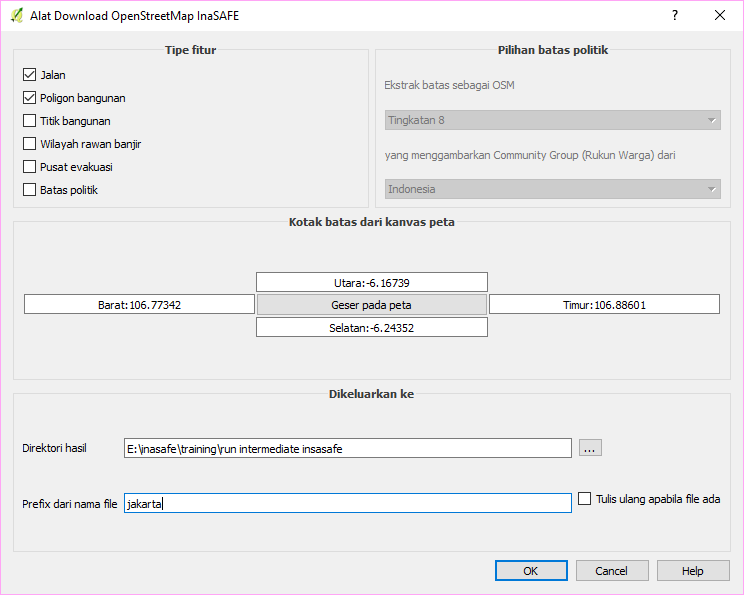 Alat Download OpenStreetMap InaSAFE
?
Tipe fitur
Jalan
Poligon bangunan
Titik bangunan
Wilayah rawan banjir
Pusat evakuasi
Batas politik
Pilihan batas politik
Ekstrak batas sebagai OSM
Tingkatan 8
yang menggambarkan Community Group (Rukun Warga) dari
Indonesia
Kotak batas dari kanvas peta
Utara:-6.16739
Barat:106.77342
Geser pada peta
Timur:106.88601
Selatan:-6.24352
Dikeluarkan ke
Direktori hasil
E:\inasafe\training\run intermediate insasafe
...
Prefix dari nama file
jakarta
Tulis ulang apabila file ada
OK
Cancel
Help